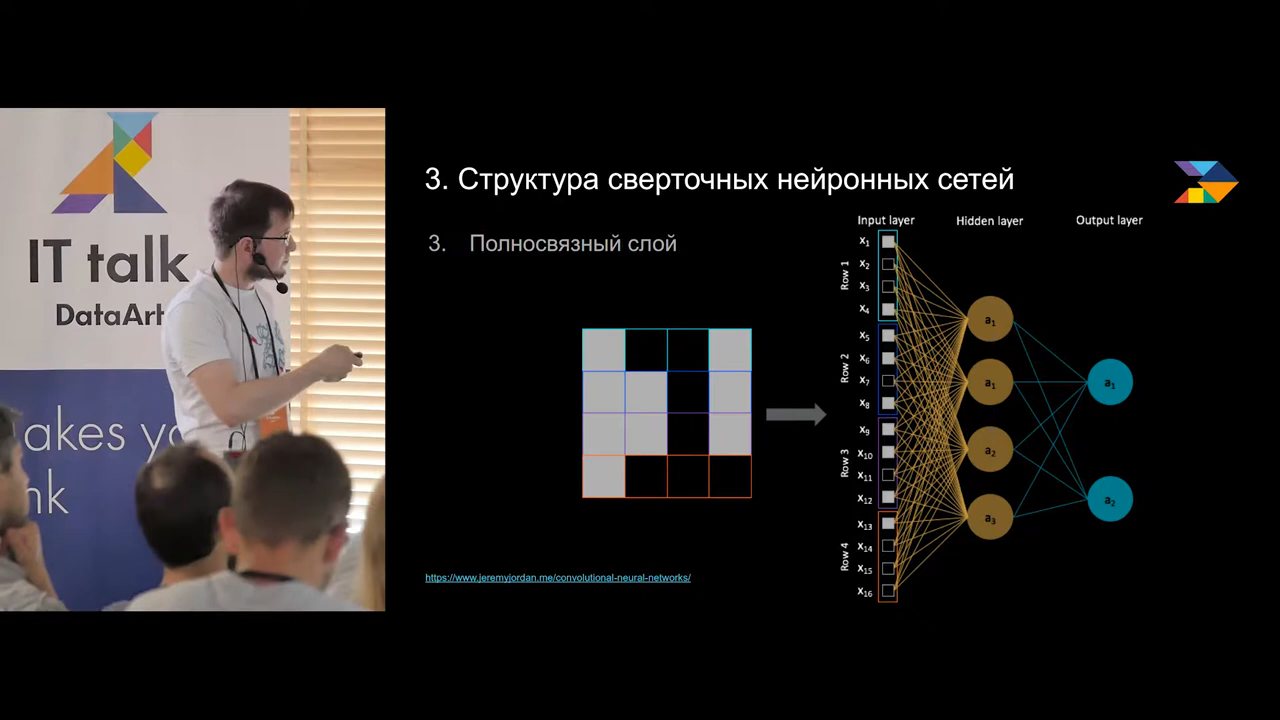 IT talk
DataArt
akes yo
nk
3. Структура сверточных нейронных сетей
3. Полносвязный слой
https://www.jeremyjordan.me/convolutional-neural-networks/
Input layer
Hidden layer
Output layer
Row 1
x1
x2
x3
x4
Row 2
x5
x6
x7
x8
Row 3
x9
x10
x11
x12
Row 4
x13
x14
x15
x16
a1
a1
a2
a3
a1
a2